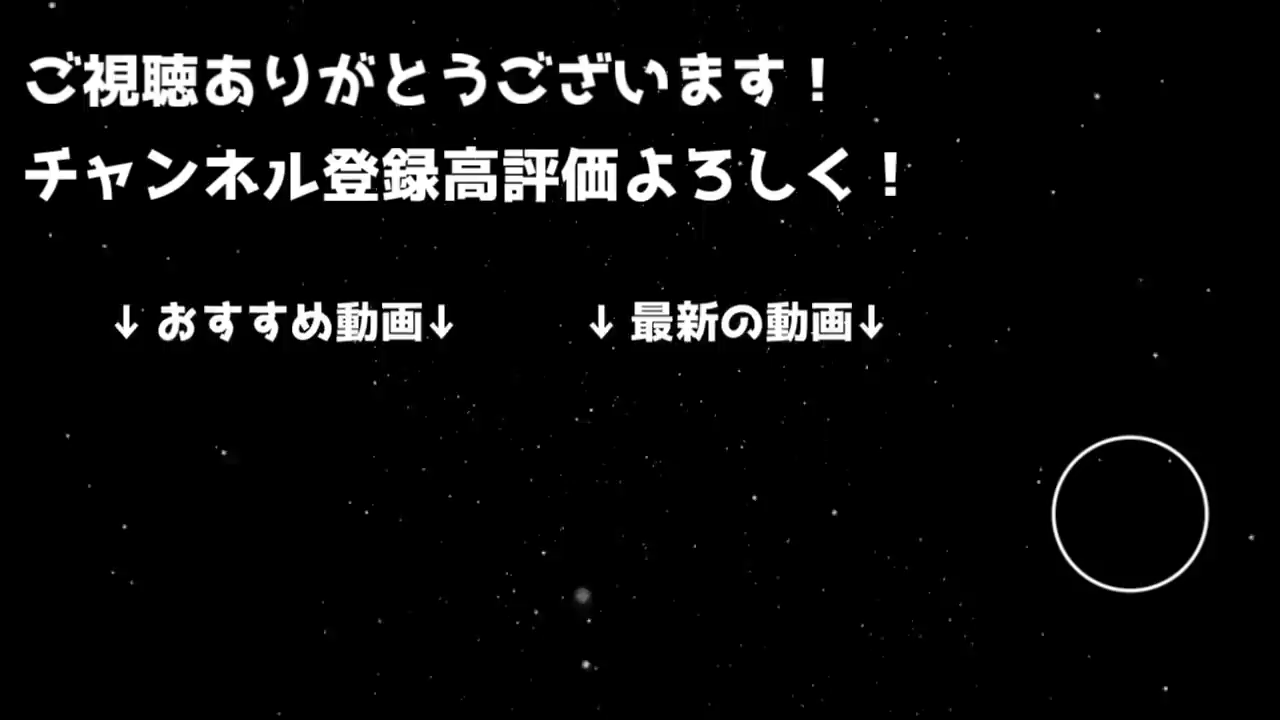 ご視聴ありがとうございます！
チャンネル登録高評価よろしく！
↓おすすめ動画↓
↓最新の動画↓